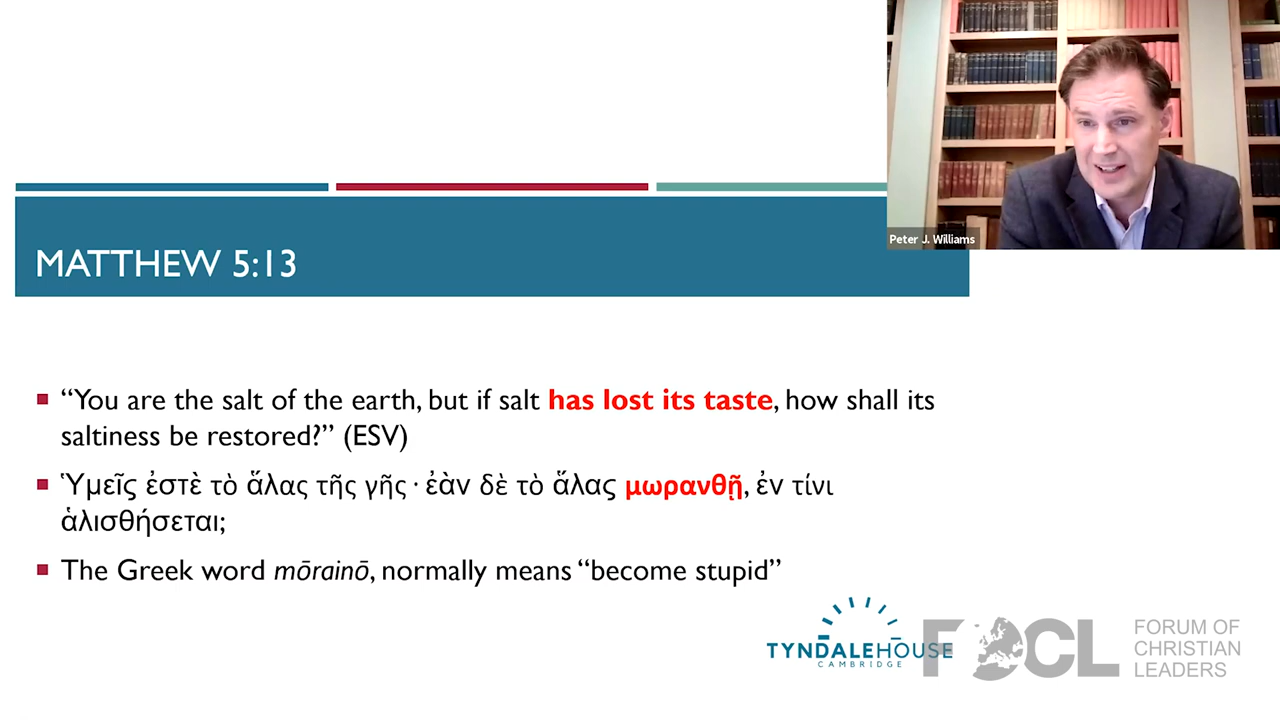 Peter J. Williams
MATTHEW 5:13
“You are the salt of the earth, but if salt has lost its taste, how shall its
saltiness be restored?” (ESV)
Ὑμεῖς ἐστὲ τὸ ἅλας τῆς γῆς · ἐὰν δὲ τὸ ἅλας μωρανθῇ, ἐν τίνι
ἁλισθήσεται;
The Greek word mōrainō, normally means “become stupid”
TYNDALEHOUSE
CAMBRIDGE
FOCL
FORUM OF
CHRISTIAN
LEADERS